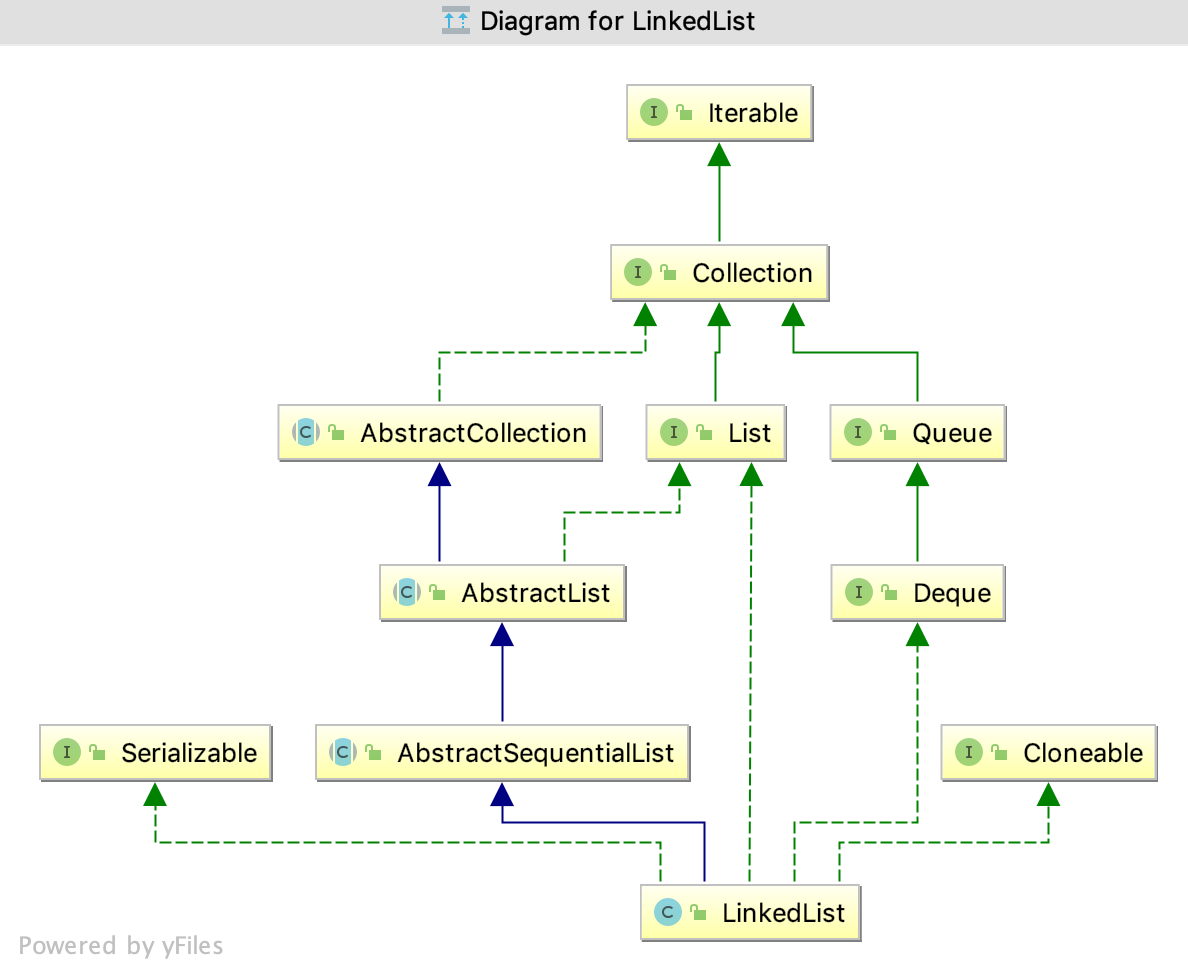 Diagram for LinkedList
I Iterable
I Collection
C AbstractCollection
I List
I Queue
C AbstractList
I Deque
I Serializable
C AbstractSequentialList
I Cloneable
C LinkedList
Powered by yFiles